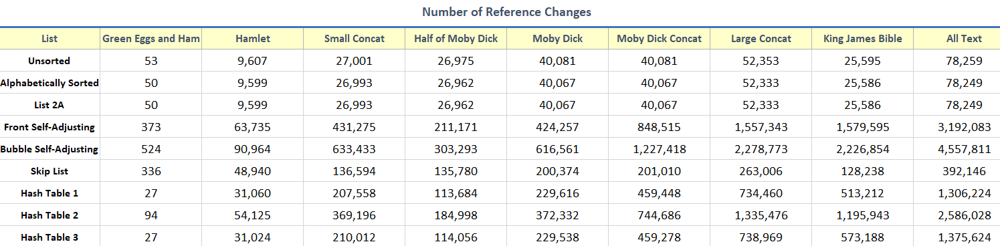 Number of Reference Changes
List Green Eggs and Ham Hamlet Small Concat Half of Moby Dick Moby Dick Moby Dick Concat Large Concat King James Bible All Text
Unsorted 53 9,607 27,001 26,975 40,081 40,081 52,353 25,595 78,259
Alphabetically Sorted 50 9,599 26,993 26,962 40,067 40,067 52,333 25,586 78,249
List 2A 50 9,599 26,993 26,962 40,067 40,067 52,333 25,586 78,249
Front Self-Adjusting 373 63,735 431,275 211,171 424,257 848,515 1,557,343 1,579,595 3,192,083
Bubble Self-Adjusting 524 90,964 633,433 303,293 616,561 1,227,418 2,278,773 2,226,854 4,557,811
Skip List 336 48,940 136,594 135,780 200,374 201,010 263,006 128,238 392,146
Hash Table 1 27 31,060 207,558 113,684 229,616 459,448 734,460 513,212 1,306,224
Hash Table 2 94 54,125 369,196 184,998 372,332 744,686 1,335,476 1,195,943 2,586,028
Hash Table 3 27 31,024 210,012 114,056 229,538 459,278 738,969 573,188 1,375,624